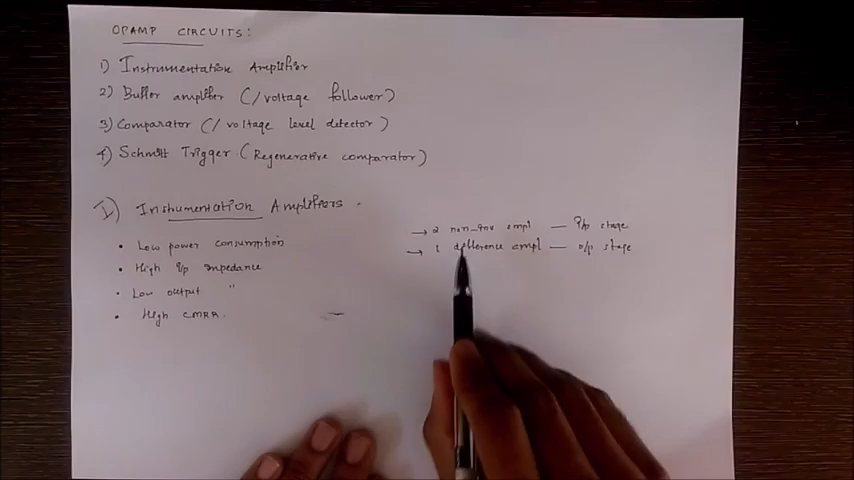 OPAMP CIRCUITS:
1) Instrumentation Amplifier
2) Buffer amplifier (/voltage follower)
3) Comparator (/ voltage level detector)
4) Schmitt Trigger (Regenerative comparator)
I) Instrumentation Amplifiers
• Low power consumption
• High i/p impedance
• Low output "
• High CMRR.
→ 2 non-inv ampl — i/p stage
→ 1 difference ampl — o/p stage